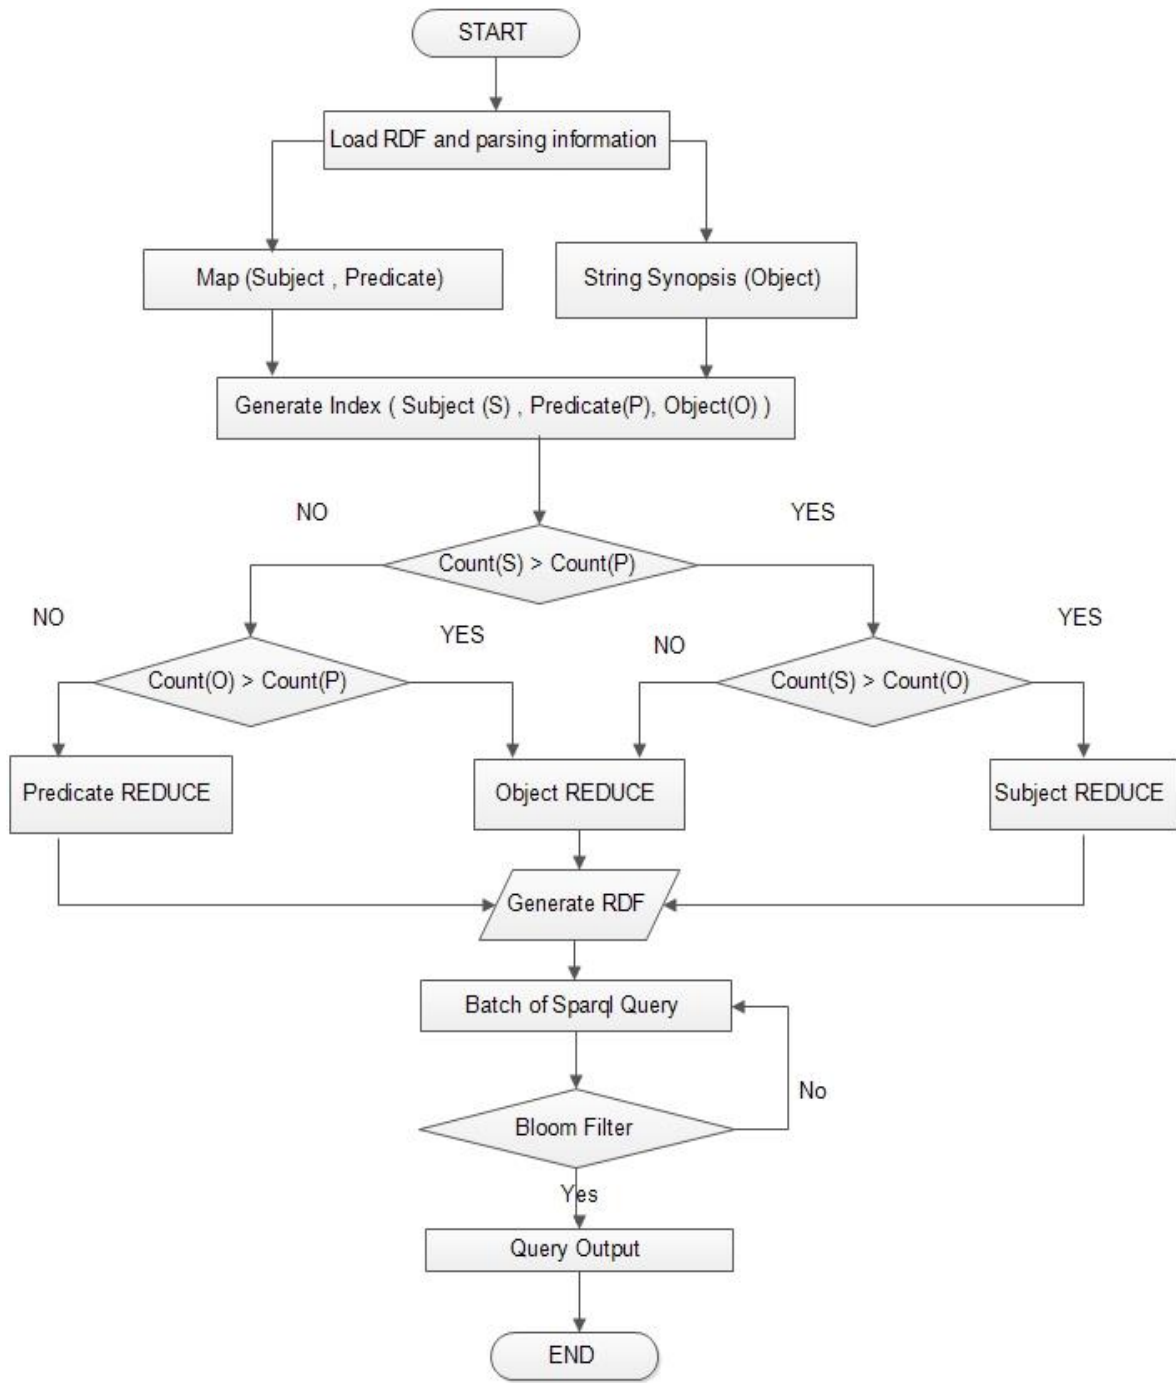 START
Load RDF and parsing information
Map (Subject , Predicate)
String Synopsis (Object)
Generate Index ( Subject (S) , Predicate(P), Object(O) )
NO
YES
Count(S) > Count(P)
NO
YES
NO
YES
Count(O) > Count(P)
Count(S) > Count(O)
Predicate REDUCE
Object REDUCE
Subject REDUCE
Generate RDF
Batch of Sparql Query
No
Bloom Filter
Yes
Query Output
END